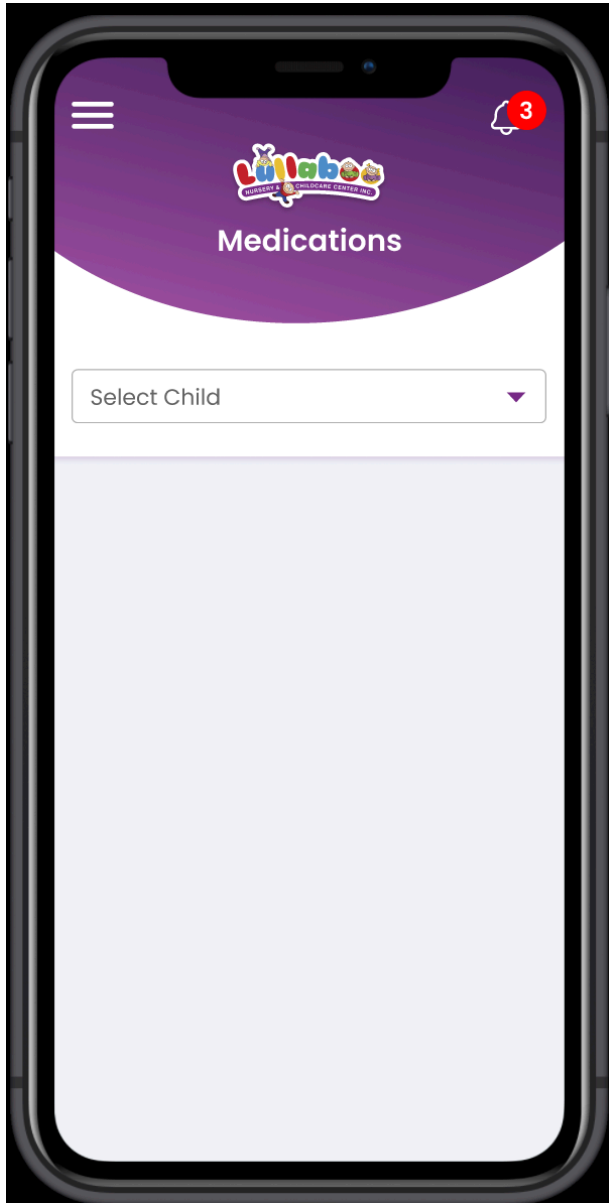 3
Lullaboo
NURSERY & CHILDCARE CENTER INC.
Medications
Select Child